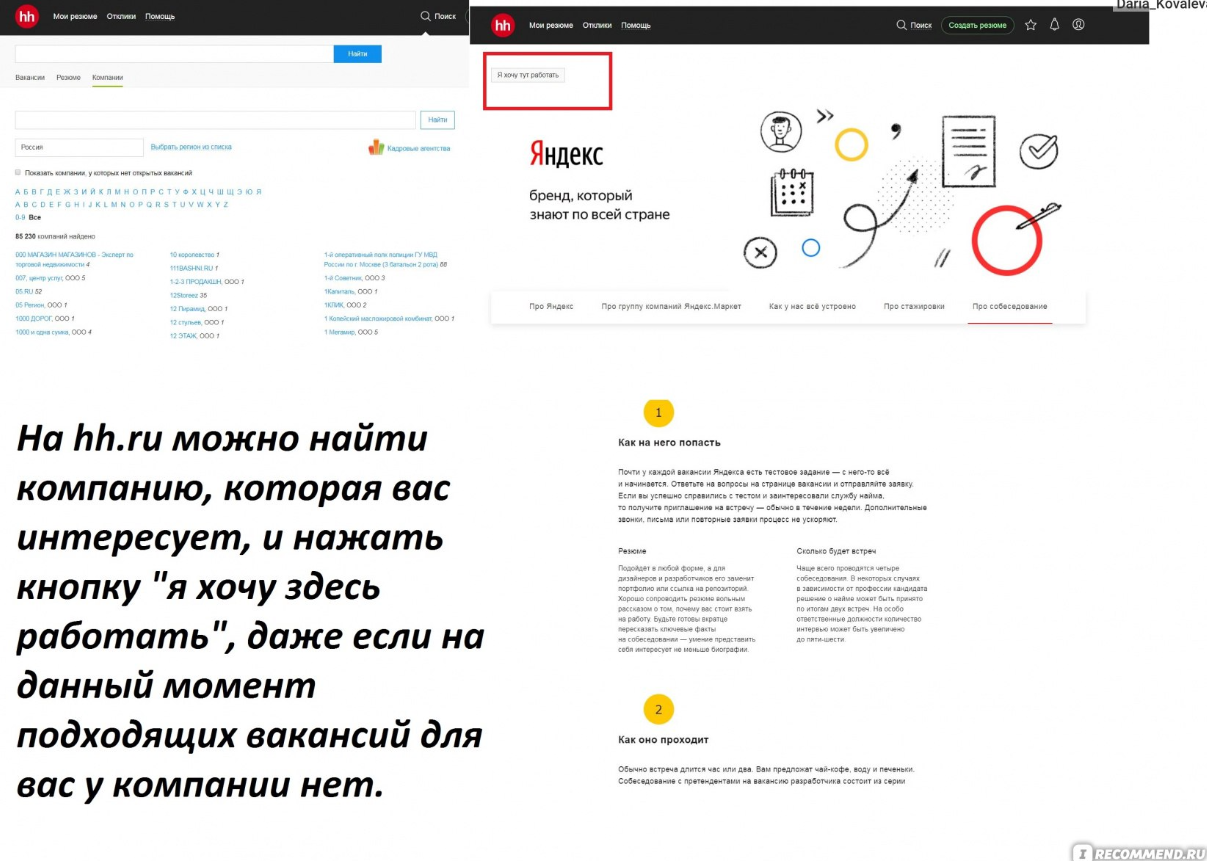 hh Мои резюме Отклики Помощь Поиск
Найти
Вакансии Резюме Компании
Найти
Россия Выбрать регион из списка Кадровые агентства
Показать компании, у которых нет открытых вакансий
А Б В Г Д Е Ж З И Й К Л М Н О П Р С Т У Ф Х Ц Ч Ш Щ Э Ю Я
A B C D E F G H I J K L M N O P Q R S T U V W X Y Z
0-9 Все
85 230 компаний найдено
000 МАГАЗИН МАГАЗИНОВ - Эксперт по
торговой недвижимости 4
007, центр услуг, ООО 5
05.RU 52
05 Регион, ООО 1
1000 ДОРОГ, ООО 1
1000 и одна сумка, ООО 4
10 королевство 1
111BASHNI.RU 1
1-2-3 ПРОДАКШН, ООО 1
12Storeez 35
12 Пирамид, ООО 1
12 стульев, ООО 1
12 ЭТАЖ, ООО 1
1-й оперативный полк полиции ГУ МВД
России по г. Москве (3 батальон 2 рота) 68
1-й Советник, ООО 3
1Капиталь, ООО 1
1КЛИК, ООО 2
1 Копейский масложировой комбинат, ООО 1
1 Мегамир, ООО 5
Daria_Kovaleva
hh Мои резюме Отклики Помощь Поиск Создать резюме
Я хочу тут работать
Яндекс
бренд, который
знают по всей стране
Про Яндекс Про группу компаний Яндекс.Маркет Как у нас всё устроено Про стажировки Про собеседование
1
Как на него попасть
Почти у каждой вакансии Яндекса есть тестовое задание — с него-то всё
и начинается. Ответьте на вопросы на странице вакансии и отправляйте заявку.
Если вы успешно справились с тестом и заинтересовали службу найма,
то получите приглашение на встречу — обычно в течение недели. Дополнительные
звонки, письма или повторные заявки процесс не ускоряют.
Резюме
Подойдёт в любой форме, а для
дизайнеров и разработчиков его заменит
портфолио или ссылка на репозиторий.
Хорошо сопроводить резюме вольным
рассказом о том, почему вас стоит взять
на работу. Будьте готовы вкратце
пересказать ключевые факты
на собеседовании — умение представить
себя интересует не меньше биографии.
Сколько будет встреч
Чаще всего проводятся четыре
собеседования. В некоторых случаях
в зависимости от профессии кандидата
решение о найме может быть принято
по итогам двух встреч. На особо
ответственные должности количество
интервью может быть увеличено
до пяти-шести.
2
Как оно проходит
Обычно встреча длится час или два. Вам предложат чай-кофе, воду и печеньки.
Собеседование с претендентами на вакансию разработчика состоит из серии
На hh.ru можно найти
компанию, которая вас
интересует, и нажать
кнопку "я хочу здесь
работать", даже если на
данный момент
подходящих вакансий для
вас у компании нет.
I RECOMMEND.RU